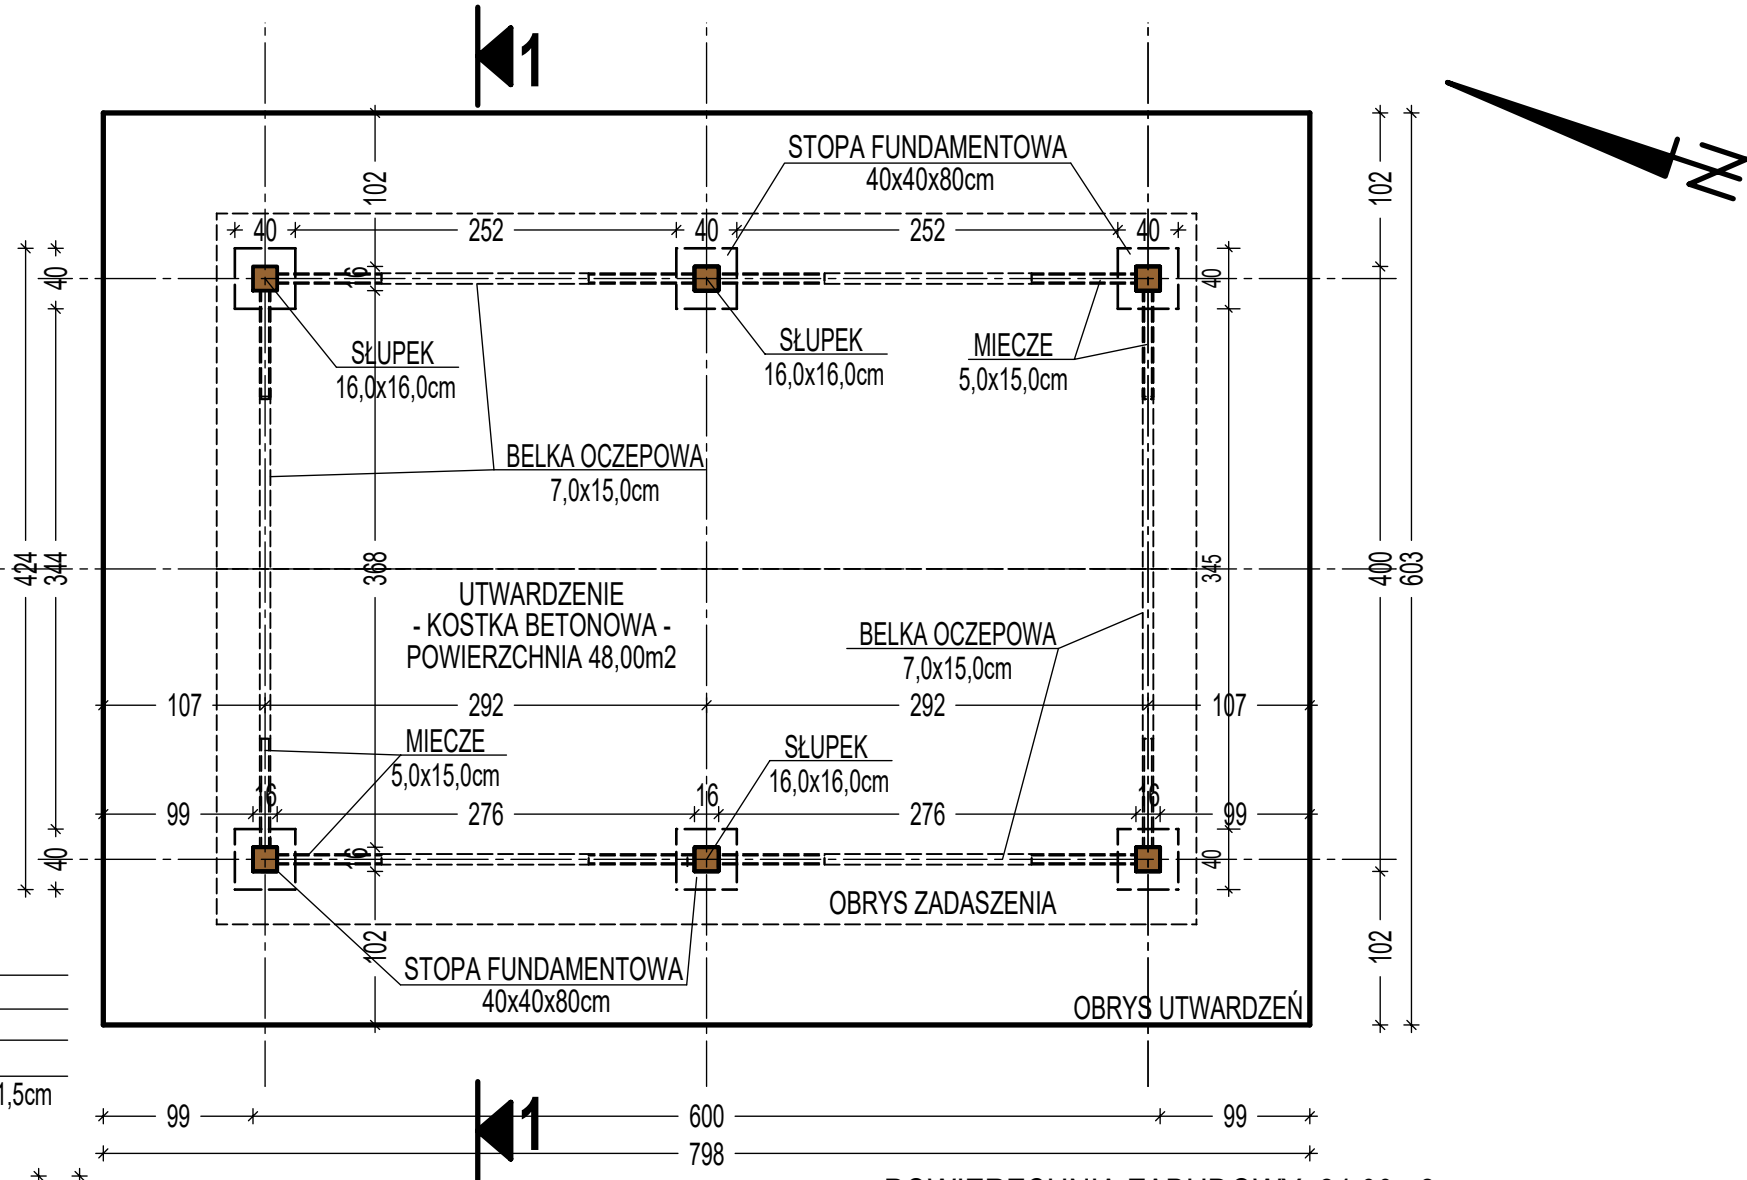 1
STOPA FUNDAMENTOWA
40x40x80cm
N
102
102
40
252
40
252
40
40
16
40
SŁUPEK
16,0x16,0cm
SŁUPEK
16,0x16,0cm
MIECZE
5,0x15,0cm
BELKA OCZEPOWA
7,0x15,0cm
424
344
368
345
400
603
UTWARDZENIE
- KOSTKA BETONOWA -
POWIERZCHNIA 48,00m2
BELKA OCZEPOWA
7,0x15,0cm
107
292
292
107
MIECZE
5,0x15,0cm
SŁUPEK
16,0x16,0cm
99
16
276
16
276
16
99
40
16
40
OBRYS ZADASZENIA
102
102
STOPA FUNDAMENTOWA
40x40x80cm
OBRYS UTWARDZEŃ
1,5cm
99
600
99
1
798